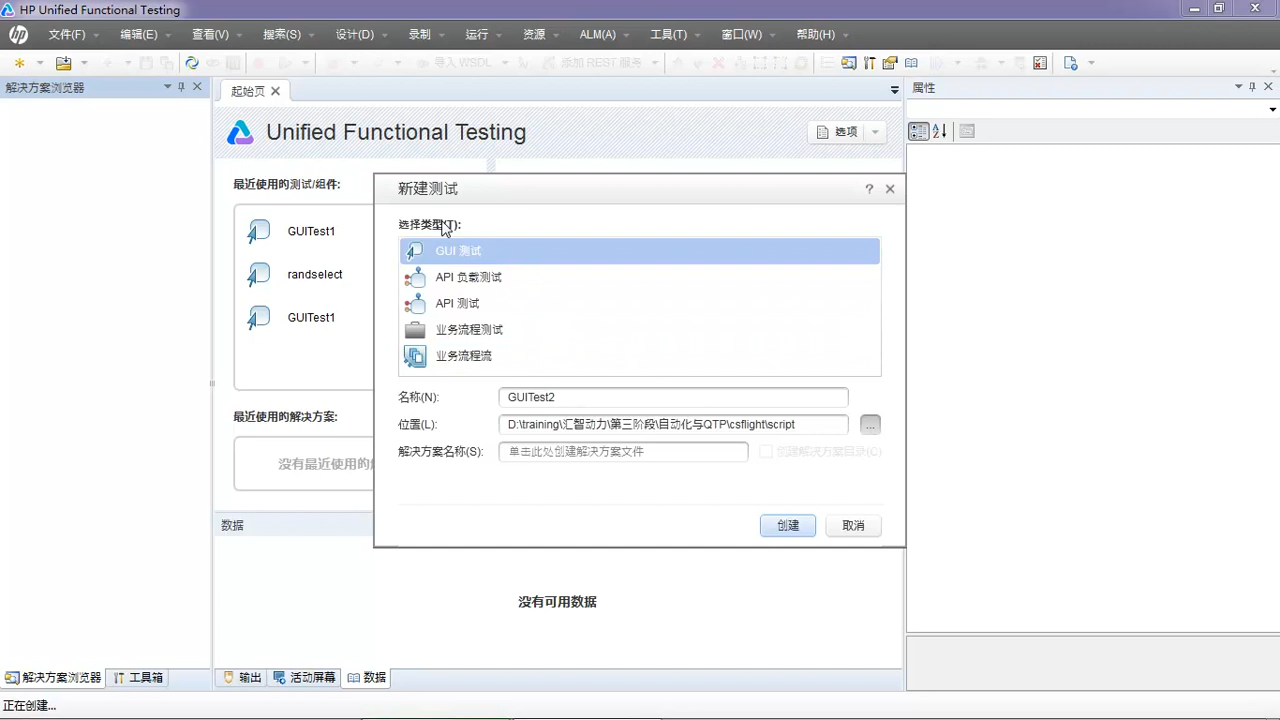 HP Unified Functional Testing
文件(F) 编辑(E) 查看(V) 搜索(S) 设计(D) 录制 运行 资源 ALM(A) 工具(T) 窗口(W) 帮助(H)
导入 WSDL 添加 REST 服务
解决方案浏览器
起始页
属性
Unified Functional Testing
选项
最近使用的测试/组件:
GUITest1
randselect
GUITest1
最近使用的解决方案:
没有最近使用的
新建测试
选择类型(T):
GUI 测试
API 负载测试
API 测试
业务流程测试
业务流程流
名称(N): GUITest2
位置(L): D:\training\汇智动力\第三阶段\自动化与QTP\csflight\script ...
解决方案名称(S): 单击此处创建解决方案文件 创建解决方案目录(C)
创建 取消
数据
没有可用数据
解决方案浏览器 工具箱 输出 活动屏幕 数据
正在创建...